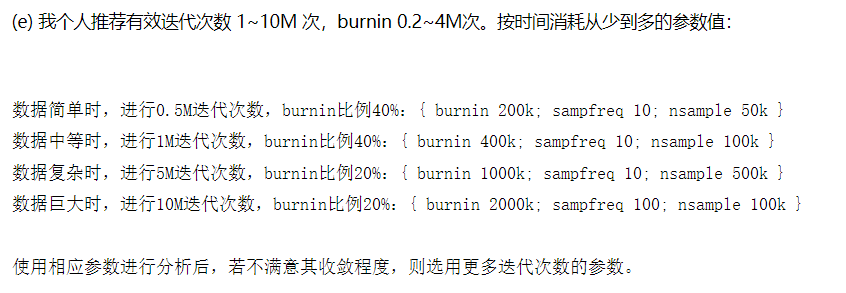 (e) 我个人推荐有效迭代次数 1~10M 次，burnin 0.2~4M次。按时间消耗从少到多的参数值：
数据简单时，进行0.5M迭代次数，burnin比例40%：{ burnin 200k; sampfreq 10; nsample 50k }
数据中等时，进行1M迭代次数，burnin比例40%：{ burnin 400k; sampfreq 10; nsample 100k }
数据复杂时，进行5M迭代次数，burnin比例20%：{ burnin 1000k; sampfreq 10; nsample 500k }
数据巨大时，进行10M迭代次数，burnin比例20%：{ burnin 2000k; sampfreq 100; nsample 100k }
使用相应参数进行分析后，若不满意其收敛程度，则选用更多迭代次数的参数。